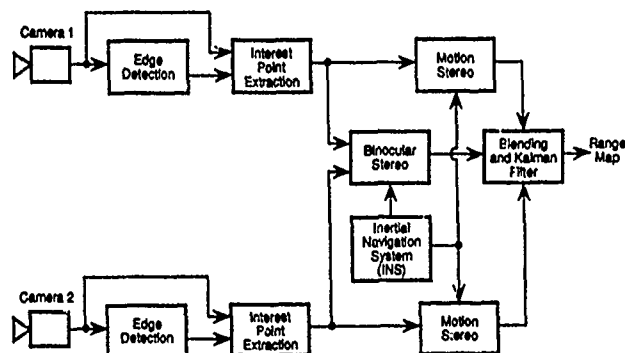 Camera 1
Edge
Detection
Interest
Point
Extraction
Motion
Stereo
Binocular
Stereo
Blending
and Kalman
Filter
Range
Map
Inertial
Navigation
System
(INS)
Camera 2
Edge
Detection
Interest
Point
Extraction
Motion
Stereo